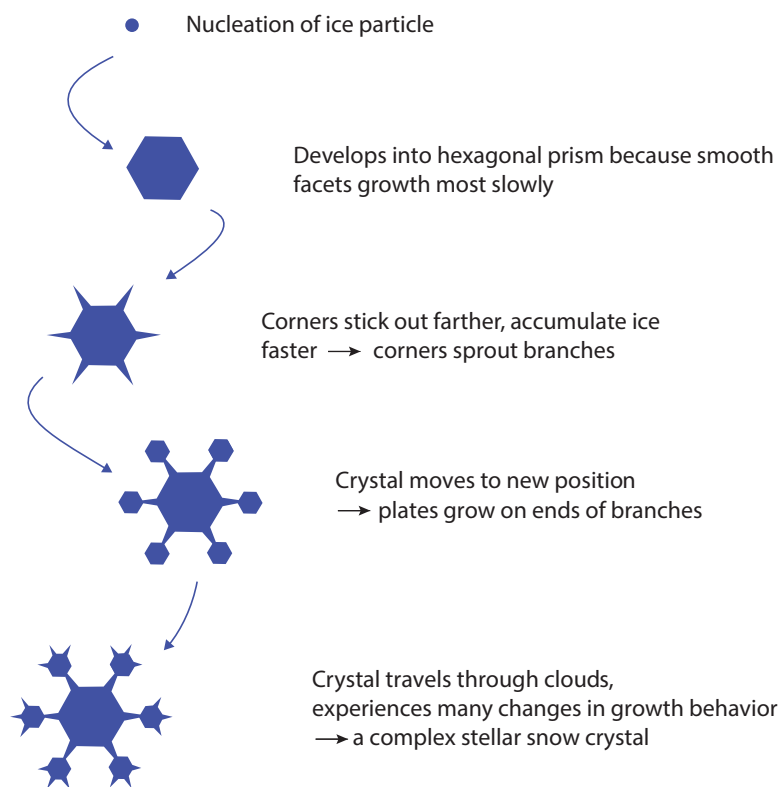 Nucleation of ice particle
Develops into hexagonal prism because smooth
facets growth most slowly
Corners stick out farther, accumulate ice
faster → corners sprout branches
Crystal moves to new position
→ plates grow on ends of branches
Crystal travels through clouds,
experiences many changes in growth behavior
→ a complex stellar snow crystal